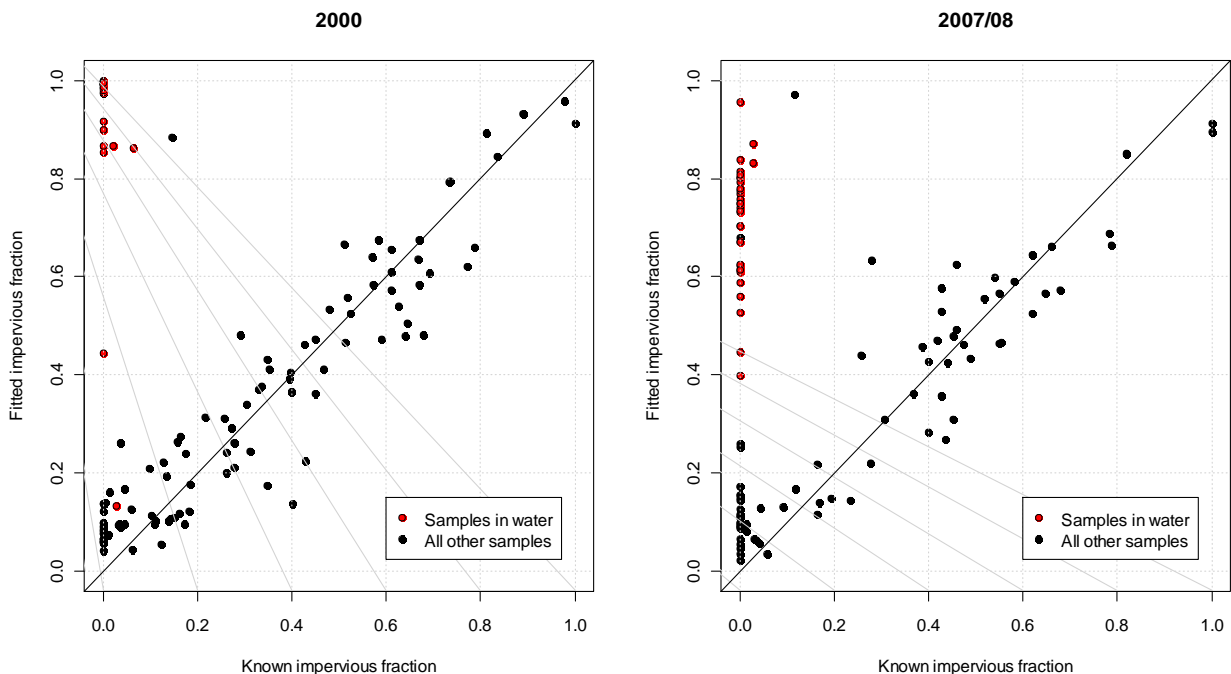 2000
Fitted impervious fraction
1.0
0.8
0.6
0.4
0.2
0.0
Samples in water
All other samples
0.0 0.2 0.4 0.6 0.8 1.0
Known impervious fraction
2007/08
Fitted impervious fraction
1.0
0.8
0.6
0.4
0.2
0.0
Samples in water
All other samples
0.0 0.2 0.4 0.6 0.8 1.0
Known impervious fraction